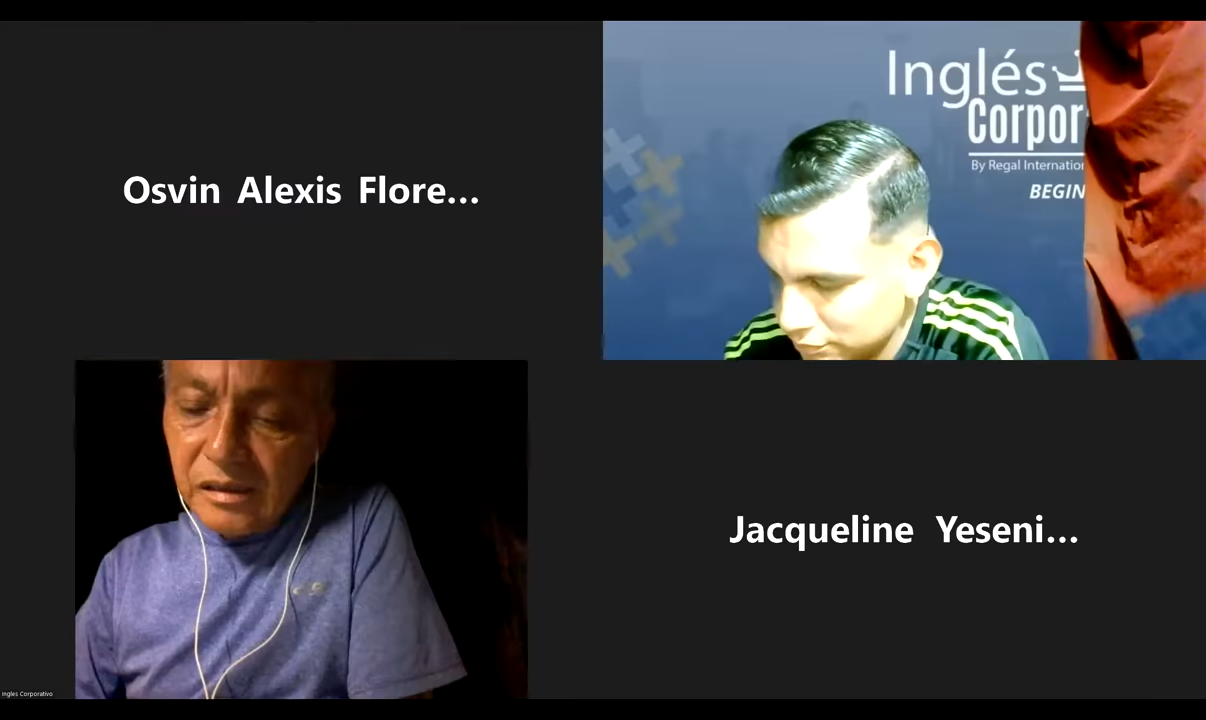 Osvin Alexis Flore...
Inglés
Corpor
By Regal Internation
BEGIN
Jacqueline Yeseni...
Ingles Corporativo